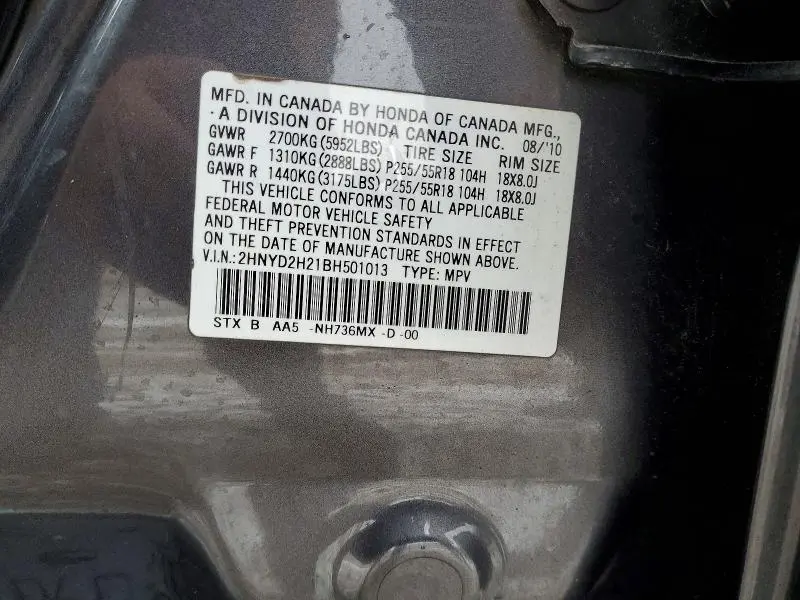 MFD. IN CANADA BY HONDA OF CANADA MFG.,
·A DIVISION OF HONDA CANADA INC. 08/'10
GVWR 2700KG(5952LBS) TIRE SIZE RIM SIZE
GAWR F 1310KG(2888LBS) P255/55R18 104H 18X8.0J
GAWR R 1440KG(3175LBS) P255/55R18 104H 18X8.0J
THIS VEHICLE CONFORMS TO ALL APPLICABLE
FEDERAL MOTOR VEHICLE SAFETY
AND THEFT PREVENTION STANDARDS IN EFFECT
ON THE DATE OF MANUFACTURE SHOWN ABOVE.
V.I.N.: 2HNYD2H21BH501013 TYPE: MPV
STX B AA5 -NH736MX -D -00